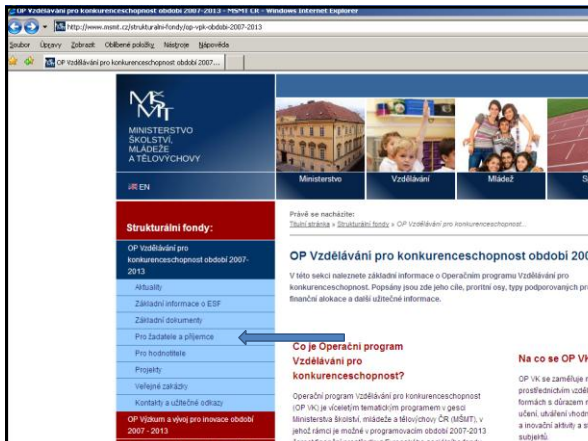 OP Vzdělávání pro konkurenceschopnost období 2007-2013 - MŠMT ČR - Windows Internet Explorer
http://www.msmt.cz/strukturalni-fondy/op-vpk-obdobi-2007-2013
Soubor Úpravy Zobrazit Oblíbené položky Nástroje Nápověda
OP Vzdělávání pro konkurenceschopnost období 2007...
MŠMT
MINISTERSTVO
ŠKOLSTVÍ,
MLÁDEŽE
A TĚLOVÝCHOVY
EN
Ministerstvo Vzdělávání Mládež S
Právě se nacházíte:
Titulní stránka » Strukturální fondy » OP Vzdělávání pro konkurenceschopnost...
Strukturální fondy:
OP Vzdělávání pro
konkurenceschopnost období 2007-
2013
Aktuality
Základní informace o ESF
Základní dokumenty
Pro žadatele a příjemce
Pro hodnotitele
Projekty
Veřejné zakázky
Kontakty a užitečné odkazy
OP Výzkum a vývoj pro inovace období
2007 - 2013
OP Vzdělávání pro konkurenceschopnost období 200
V této sekci naleznete základní informace o Operačním programu Vzdělávání pro
konkurenceschopnost. Popsány jsou zde jeho cíle, proritní osy, typy podporovaných pro
finanční alokace a další užitečné informace.
Co je Operační program
Vzdělávání pro
konkurenceschopnost?
Operační program Vzdělávání pro konkurenceschopnost
(OP VK) je víceletým tematickým programem v gesci
Ministerstva školství, mládeže a tělovýchovy ČR (MŠMT), v
jehož rámci je možné v programovacím období 2007-2013
Na co se OP VK
OP VK se zaměřuje n
prostřednictvím vzděl
formách s důrazem n
učení, utváření vhodn
a inovační aktivity a s
subjektů.